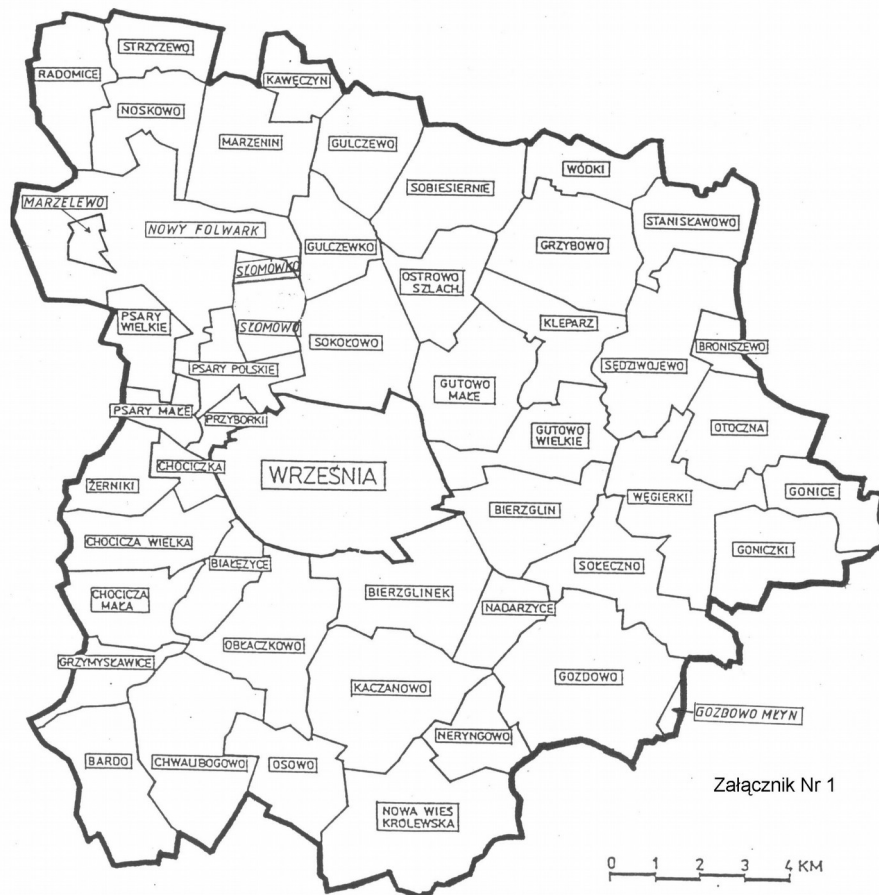 STRZYŻEWO
RADOMICE
KAWĘCZYN
NOSKOWO
MARZENIN
GULCZEWO
WÓDKI
SOBIESIERNIE
MARZELEWO
NOWY FOLWARK
STANISŁAWOWO
GULCZEWKO
GRZYBOWO
SŁOMÓWKO
OSTROWO
SZLACH.
PSARY
WIELKIE
SŁOMOWO
SOKOŁOWO
KLEPARZ
BRONISZEWO
PSARY POLSKIE
SĘDZIWOJEWO
GUTOWO
MAŁE
PSARY MAŁE
PRZYBORKI
GUTOWO
WIELKIE
OTOCZNA
CHOCICZKA
WRZEŚNIA
ŻERNIKI
WĘGIERKI
GONICE
BIERZGLIN
CHOCICZA WIELKA
GONICZKI
BIAŁĘŻYCE
SOŁECZNO
CHOCICZA
MAŁA
BIERZGLINEK
NADARZYCE
OBŁACZKOWO
GRZYMYSŁAWICE
GOZDOWO
KACZANOWO
GOZDOWO MŁYN
NERYNGOWO
BARDO
CHWALIBOGOWO
OSOWO
Załącznik Nr 1
NOWA WIEŚ
KRÓLEWSKA
0 1 2 3 4 KM